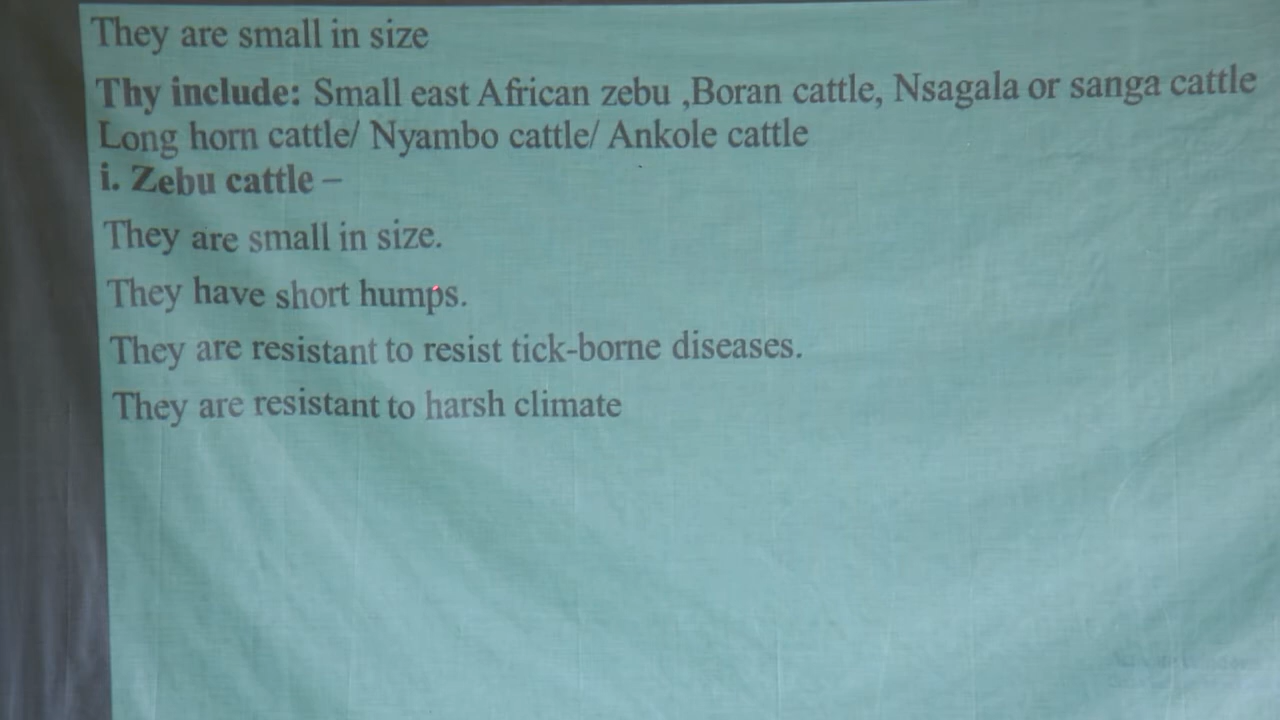 They are small in size
Thy include: Small east African zebu ,Boran cattle, Nsagala or sanga cattle
Long horn cattle/ Nyambo cattle/ Ankole cattle
i. Zebu cattle –
They are small in size.
They have short humps.
They are resistant to resist tick-borne diseases.
They are resistant to harsh climate